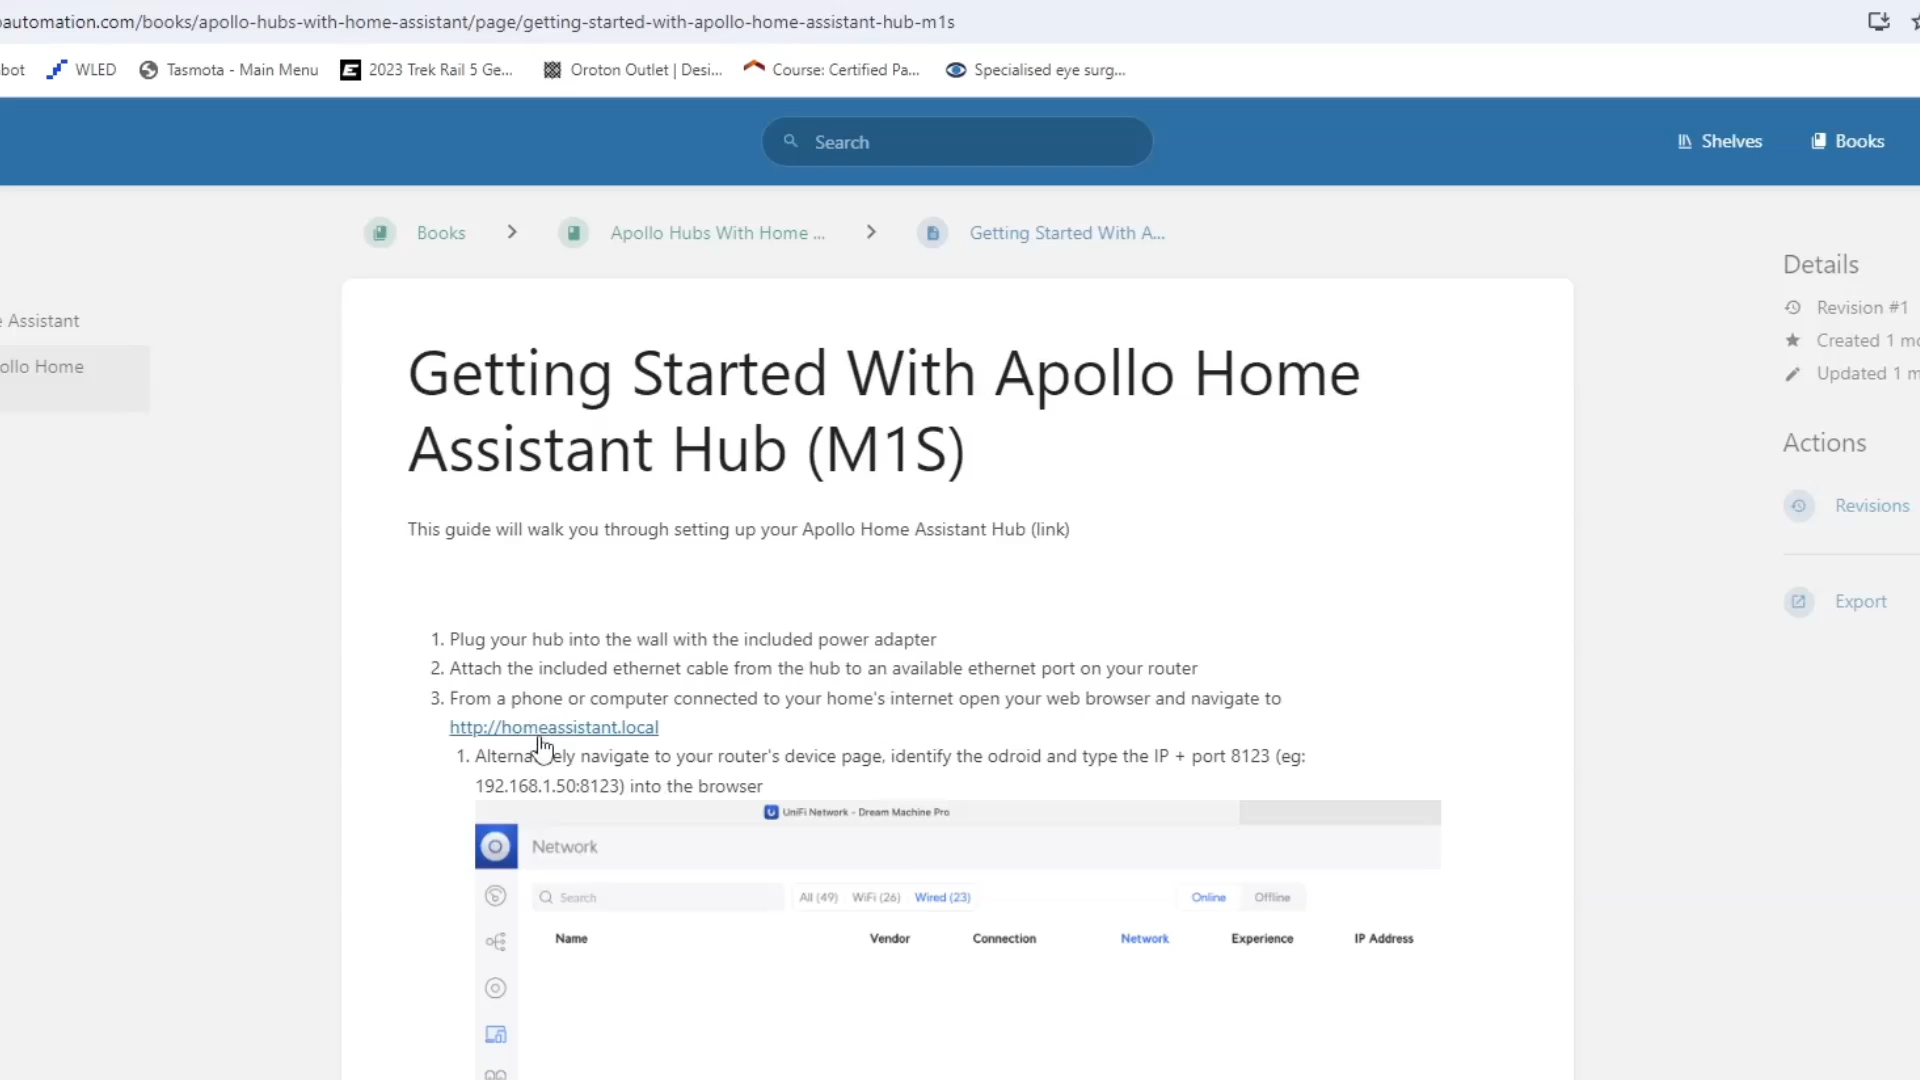 automation.com/books/apollo-hubs-with-home-assistant/page/getting-started-with-apollo-home-assistant-hub-m1s
bot WLED Tasmota - Main Menu 2023 Trek Rail 5 Ge... Oroton Outlet | Desi... Course: Certified Pa... Specialised eye surg...
Search Shelves Books
Books > Apollo Hubs With Home ... > Getting Started With A...
Details
Revision #1
Created 1 mo
Updated 1 m
Actions
Revisions
Export
e Assistant
ollo Home
Getting Started With Apollo Home
Assistant Hub (M1S)
This guide will walk you through setting up your Apollo Home Assistant Hub (link)
1. Plug your hub into the wall with the included power adapter
2. Attach the included ethernet cable from the hub to an available ethernet port on your router
3. From a phone or computer connected to your home's internet open your web browser and navigate to
http://homeassistant.local
1. Alternatively navigate to your router's device page, identify the odroid and type the IP + port 8123 (eg:
192.168.1.50:8123) into the browser
UniFi Network - Dream Machine Pro
Network
Search All (49) WiFi (26) Wired (23) Online Offline
Name Vendor Connection Network Experience IP Address